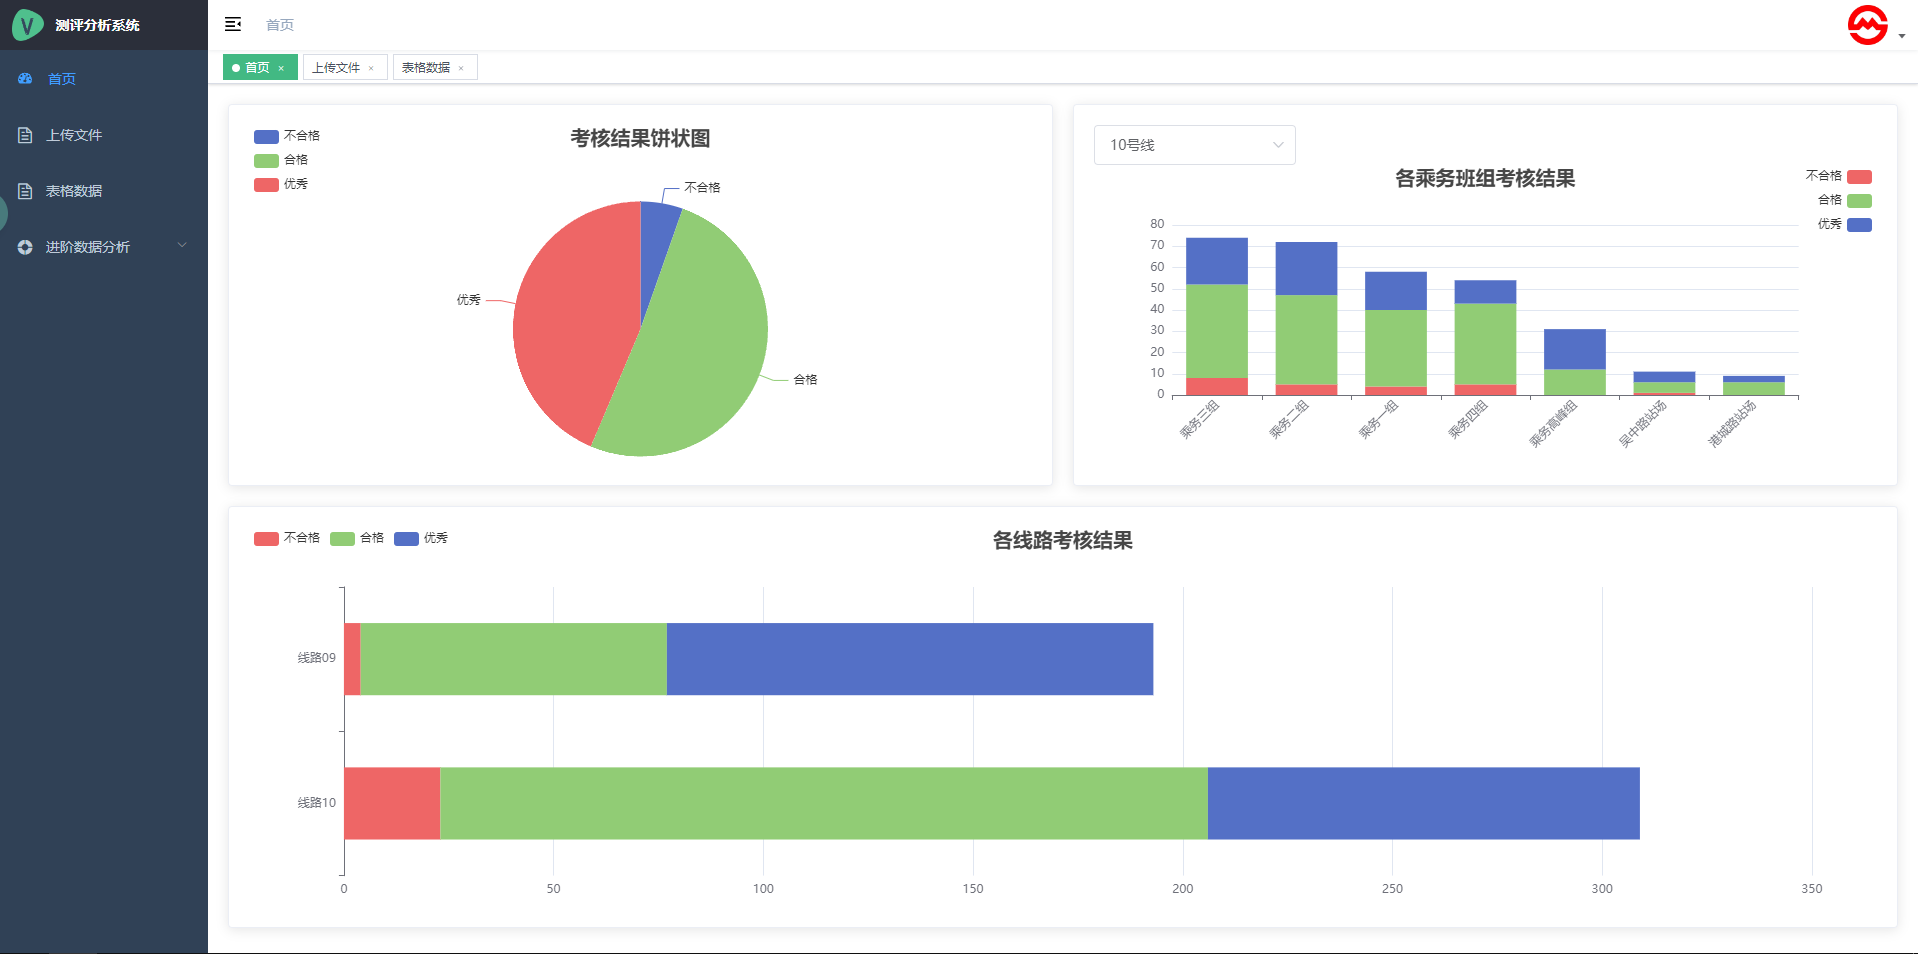 V 测评分析系统
首页
上传文件
表格数据
进阶数据分析
首页
首页 ×
上传文件 ×
表格数据 ×
考核结果饼状图
不合格
合格
优秀
不合格
优秀
合格
10号线
各乘务班组考核结果
不合格
合格
优秀
80
70
60
50
40
30
20
10
0
乘务三组
乘务二组
乘务一组
乘务四组
乘务高峰组
吴中路站场
港城路站场
不合格 合格 优秀
各线路考核结果
线路09
线路10
0 50 100 150 200 250 300 350